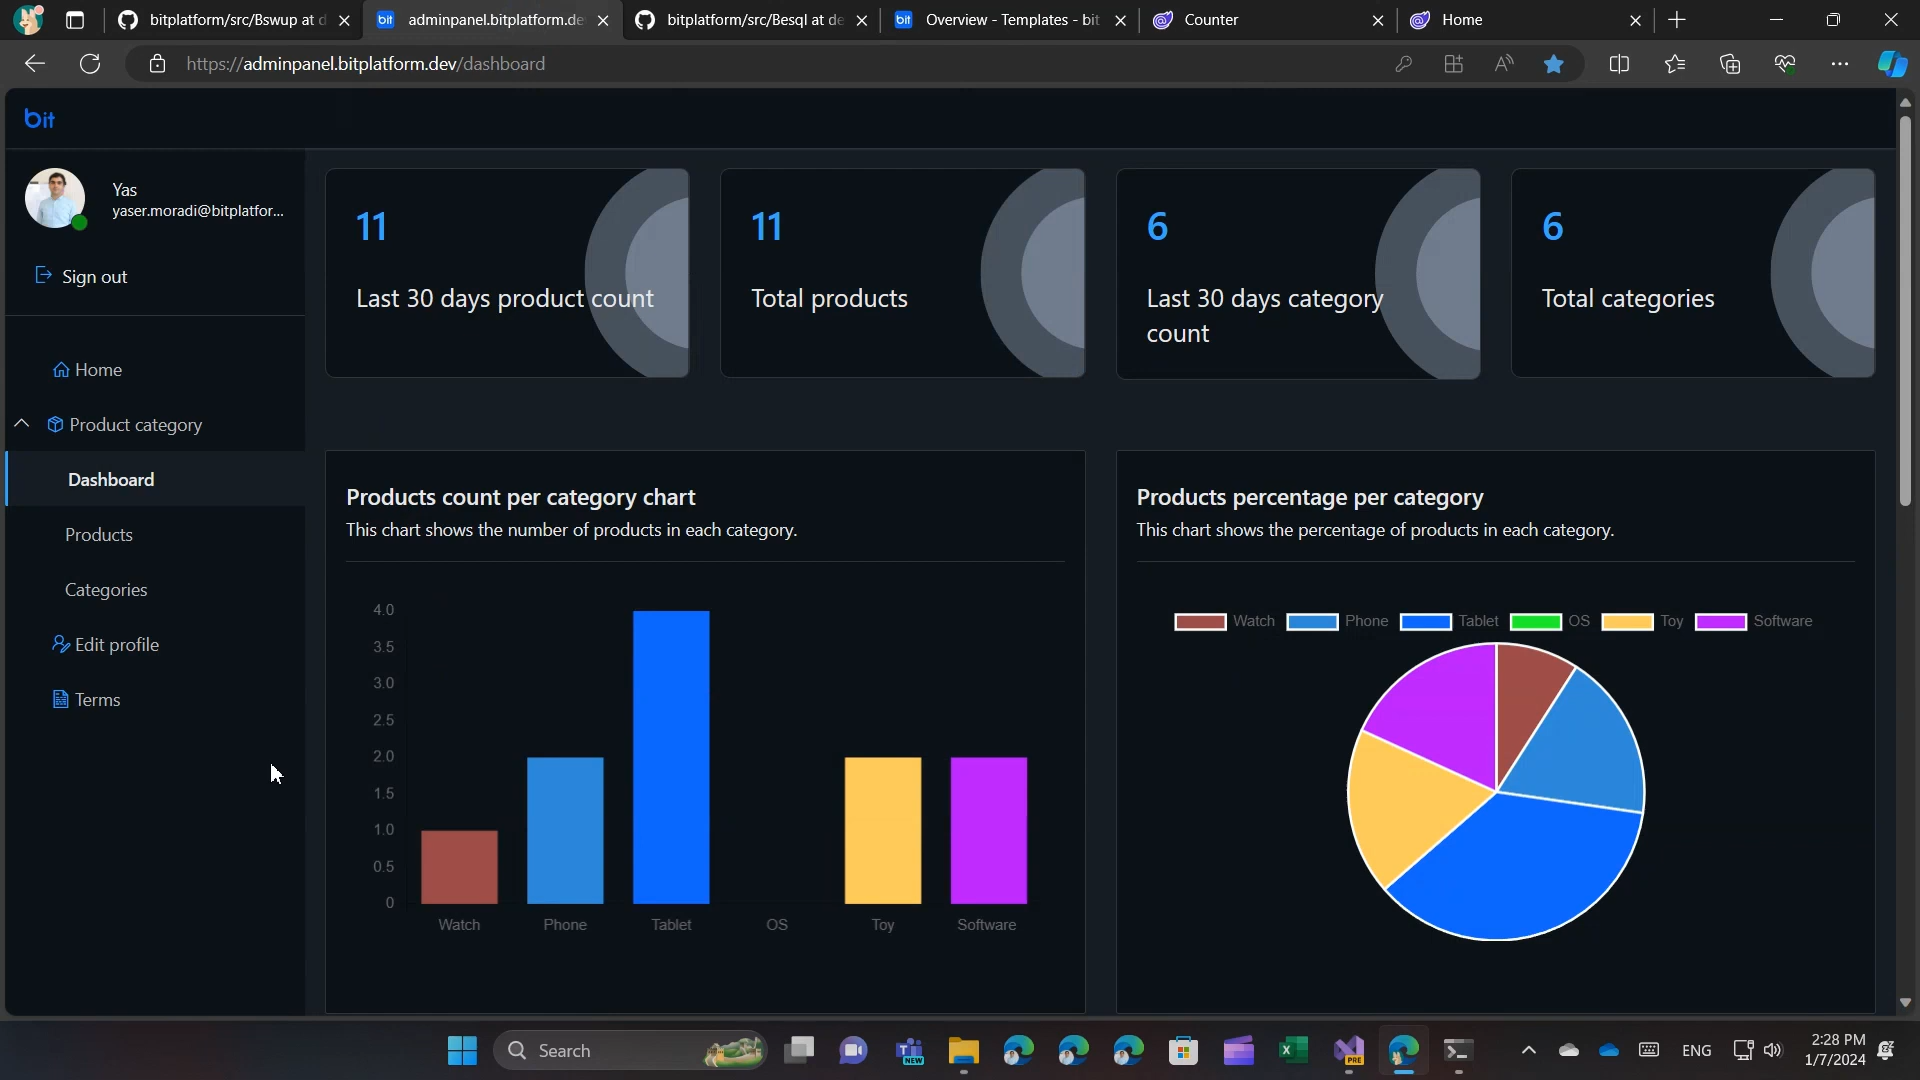 bitplatform/src/Bswup at d
adminpanel.bitplatform.de
bitplatform/src/Besql at de
bit
Overview - Templates - bit
Counter
Home
https://adminpanel.bitplatform.dev/dashboard
bit
Yas
yaser.moradi@bitplatfor...
Sign out
Home
Product category
Dashboard
Products
Categories
Edit profile
Terms
11
Last 30 days product count
11
Total products
6
Last 30 days category
count
6
Total categories
Products count per category chart
This chart shows the number of products in each category.
4.0
3.5
3.0
2.5
2.0
1.5
1.0
0.5
0
Watch
Phone
Tablet
OS
Toy
Software
Products percentage per category
This chart shows the percentage of products in each category.
Watch
Phone
Tablet
OS
Toy
Software
Search
NEW
PRE
ENG
2:28 PM
1/7/2024